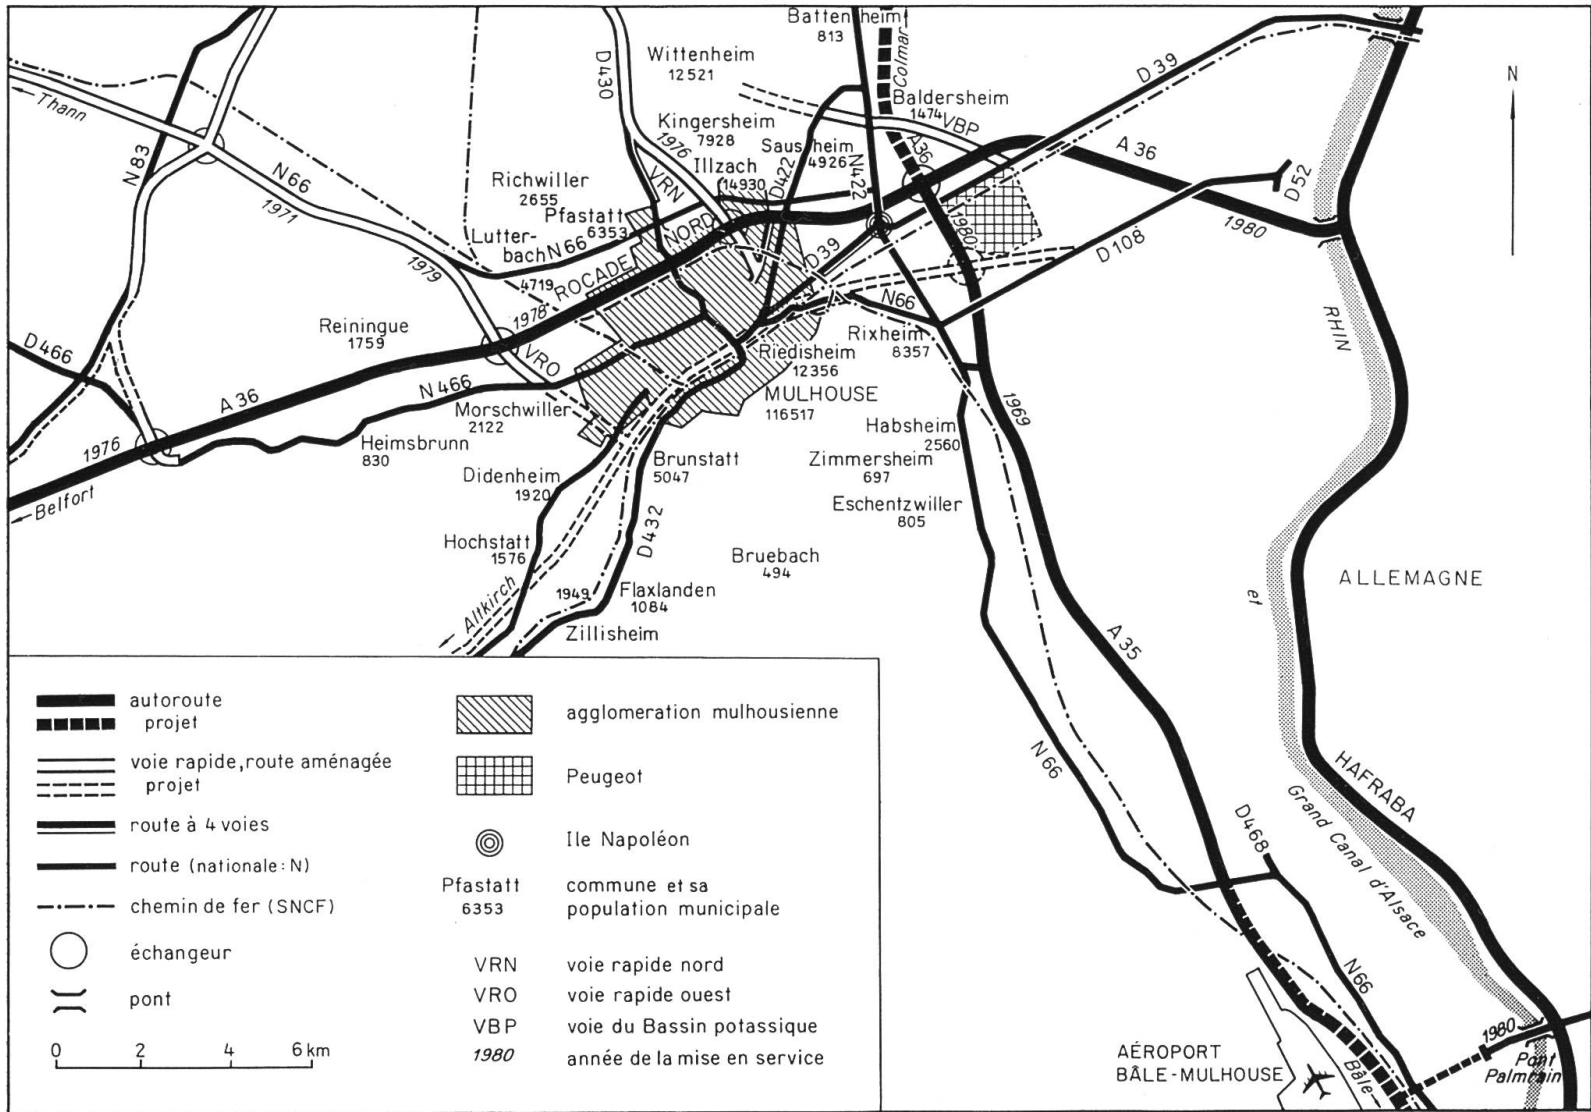 Battenheim
813
Colmar
Wittenheim
12521
D430
D39
N
Thann
N83
Baldersheim
1474
VBP
Kingersheim
7928
1976
Sausheim
4926
A36
A36
N66
1971
Illzach
14930
D422
N422
D52
Richwiller
2655
VRN
Pfastatt
6353
NORD
1980
1980
Lutter-
bach
N66
4719
ROCADE
D39
D108
1979
1978
N66
RHIN
Reiningue
1759
Rixheim
8357
Riedisheim
12356
D466
VRO
A36
N466
MULHOUSE
116517
1969
Morschwiller
2122
Habsheim
2560
1976
Heimsbrunn
830
Brunstatt
5047
Zimmersheim
697
Didenheim
1920
Belfort
Eschentzwiller
805
D432
Hochstatt
1576
Bruebach
494
ALLEMAGNE
Altkirch
1949
Flaxlanden
1084
et
Zillisheim
A35
N66
HAFRABA
Grand Canal d'Alsace
D468
N66
1980
Pont
Palmrain
AÉROPORT
BÂLE-MULHOUSE
Bâle
autoroute
projet
voie rapide, route aménagée
projet
route à 4 voies
route (nationale: N)
chemin de fer (SNCF)
échangeur
pont
0 2 4 6 km
agglomeration mulhousienne
Peugeot
Ile Napoléon
Pfastatt
6353
commune et sa
population municipale
VRN voie rapide nord
VRO voie rapide ouest
VBP voie du Bassin potassique
1980 année de la mise en service